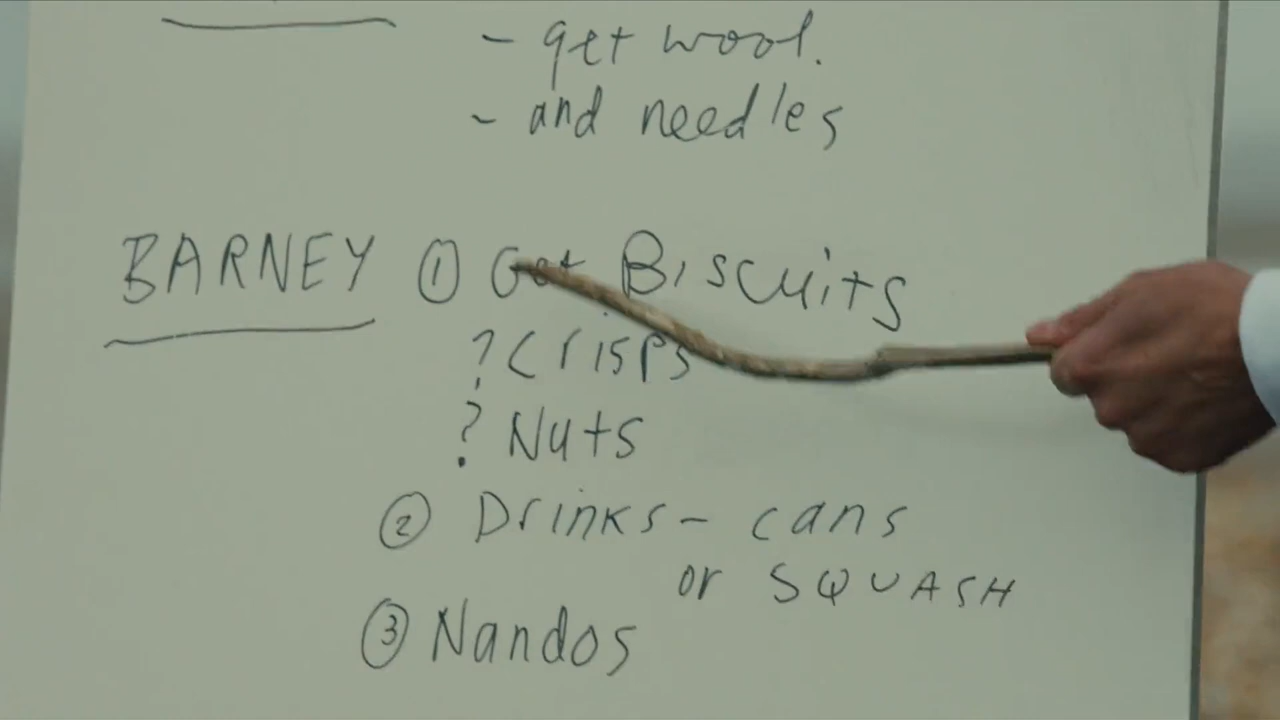 - get wool.
- and needles
BARNEY ① Get Biscuits
? Crisps
? Nuts
② Drinks - cans
or SQUASH
③ Nandos